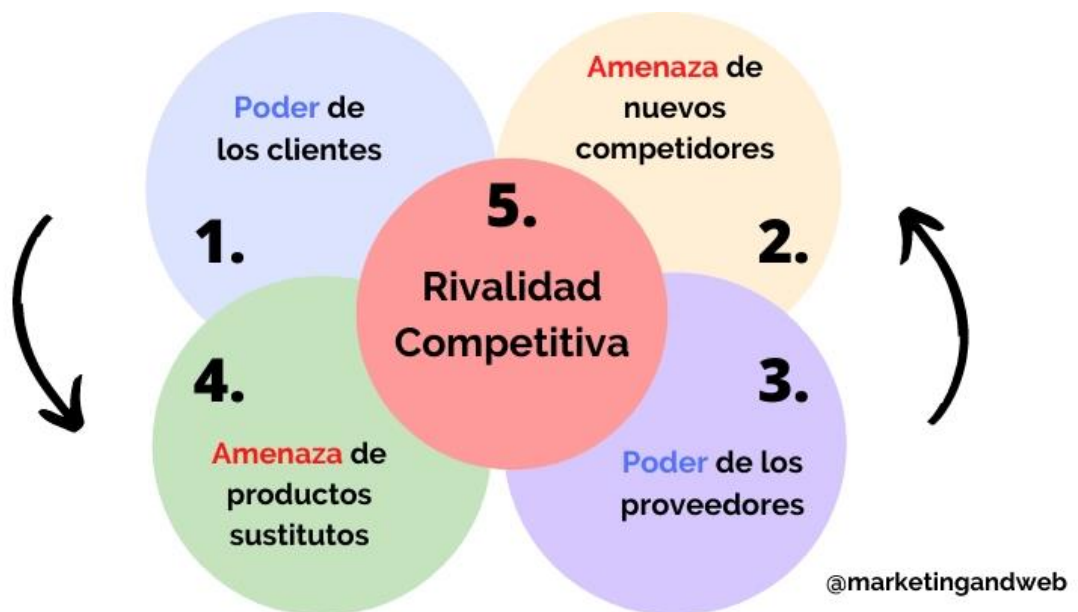 Poder de
los clientes
1.
Amenaza de
nuevos
competidores
2.
5.
Rivalidad
Competitiva
4.
Amenaza de
productos
sustitutos
3.
Poder de los
proveedores
@marketingandweb